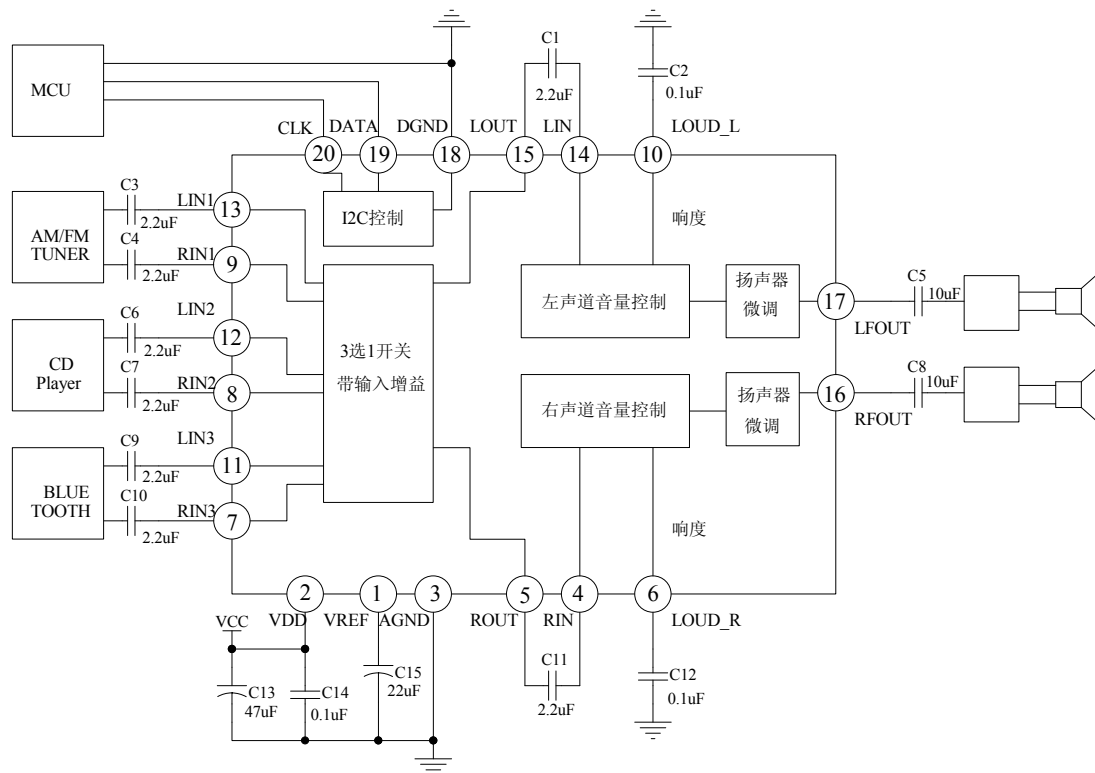 C1
MCU
C2
2.2uF
0.1uF
CLK
DATA
DGND
LOUT
LIN
LOUD_L
20
19
18
15
14
10
C3
LIN1
13
I2C控制
响度
AM/FM
TUNER
2.2uF
C4
RIN1
9
2.2uF
左声道音量控制
扬声器
微调
17
C5
10uF
LFOUT
C6
LIN2
12
2.2uF
CD
Player
C7
RIN2
8
2.2uF
3选1开关
带输入增益
右声道音量控制
扬声器
微调
16
C8
10uF
RFOUT
C9
LIN3
11
2.2uF
BLUE
TOOTH
C10
RIN3
7
2.2uF
响度
2
1
3
5
4
6
VDD
VREF
AGND
ROUT
RIN
LOUD_R
VCC
C13
47uF
C14
0.1uF
C15
22uF
C11
2.2uF
C12
0.1uF